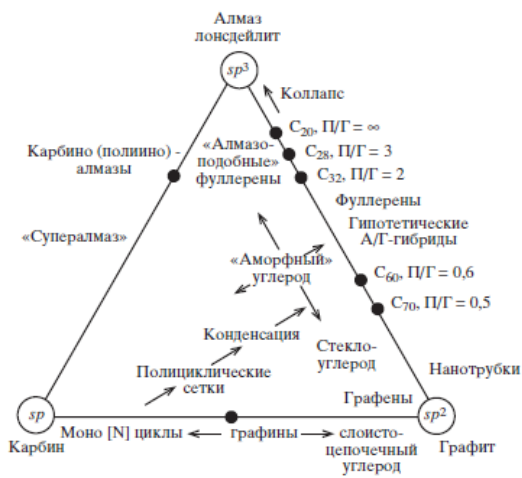 Алмаз
лонсдейлит
sp³
Коллапс
C₂₀, П/Г = ∞
«Алмазо-
подобные»
фуллерены
C₂₈, П/Г = 3
C₃₂, П/Г = 2
Карбино (полиино) -
алмазы
Фуллерены
Гипотетические
А/Г-гибриды
«Супералмаз»
«Аморфный»
углерод
C₆₀, П/Г = 0,6
C₇₀, П/Г = 0,5
Конденсация
Стекло-
углерод
Полициклические
сетки
Нанотрубки
Графены
sp
sp²
Карбин
Моно [N] циклы
графины
слоисто-
цепочечный
углерод
Графит